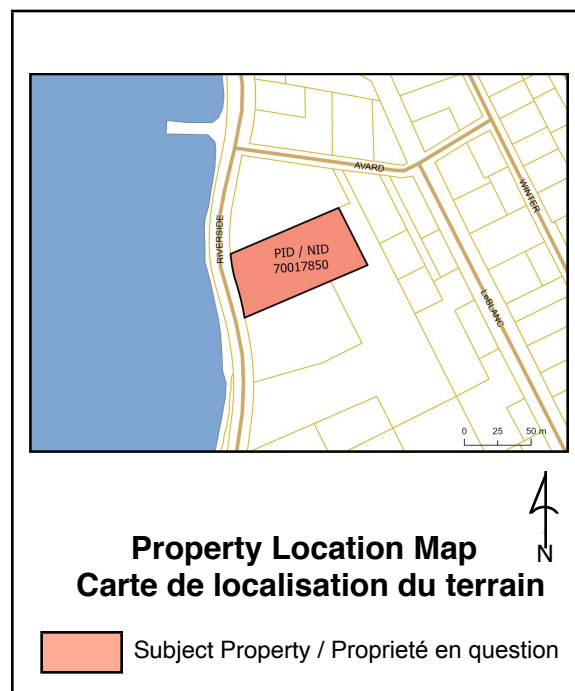 AVARD
WINTER
RIVERSIDE
PID / NID
70017850
LeBLANC
0 25 50 m
N
Property Location Map
Carte de localisation du terrain
Subject Property / Proprieté en question